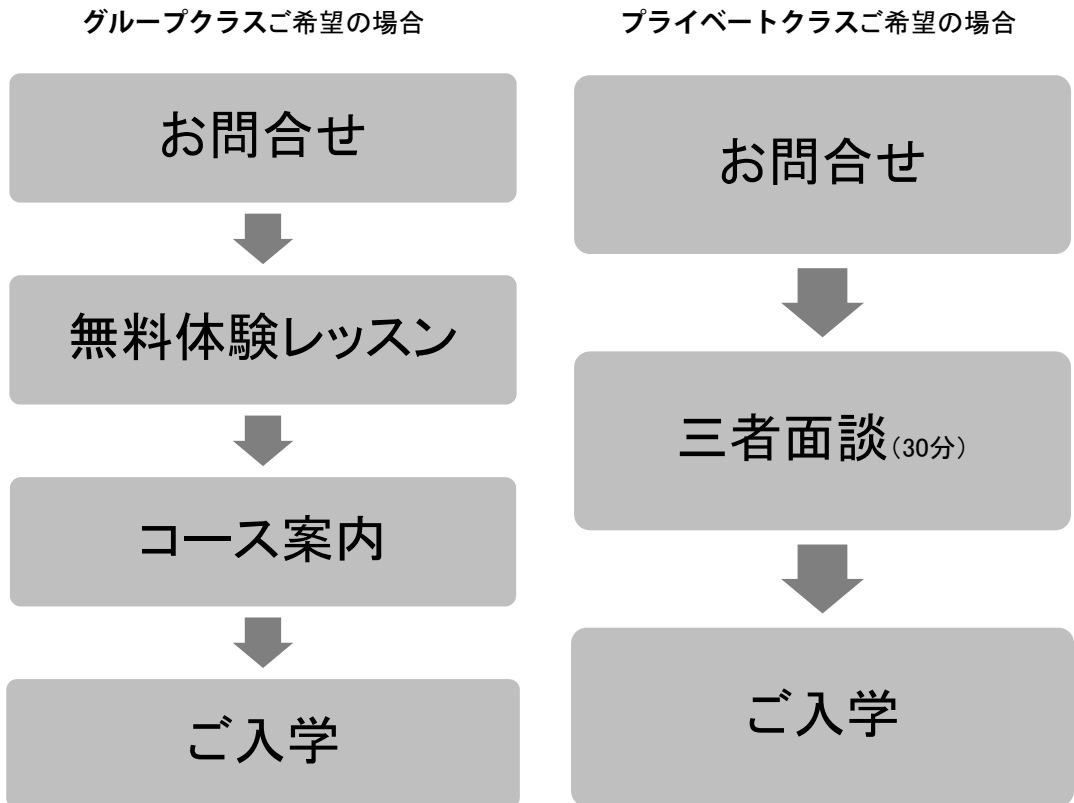 グループクラスご希望の場合
お問合せ
無料体験レッスン
コース案内
ご入学
プライベートクラスご希望の場合
お問合せ
三者面談（30分）
ご入学